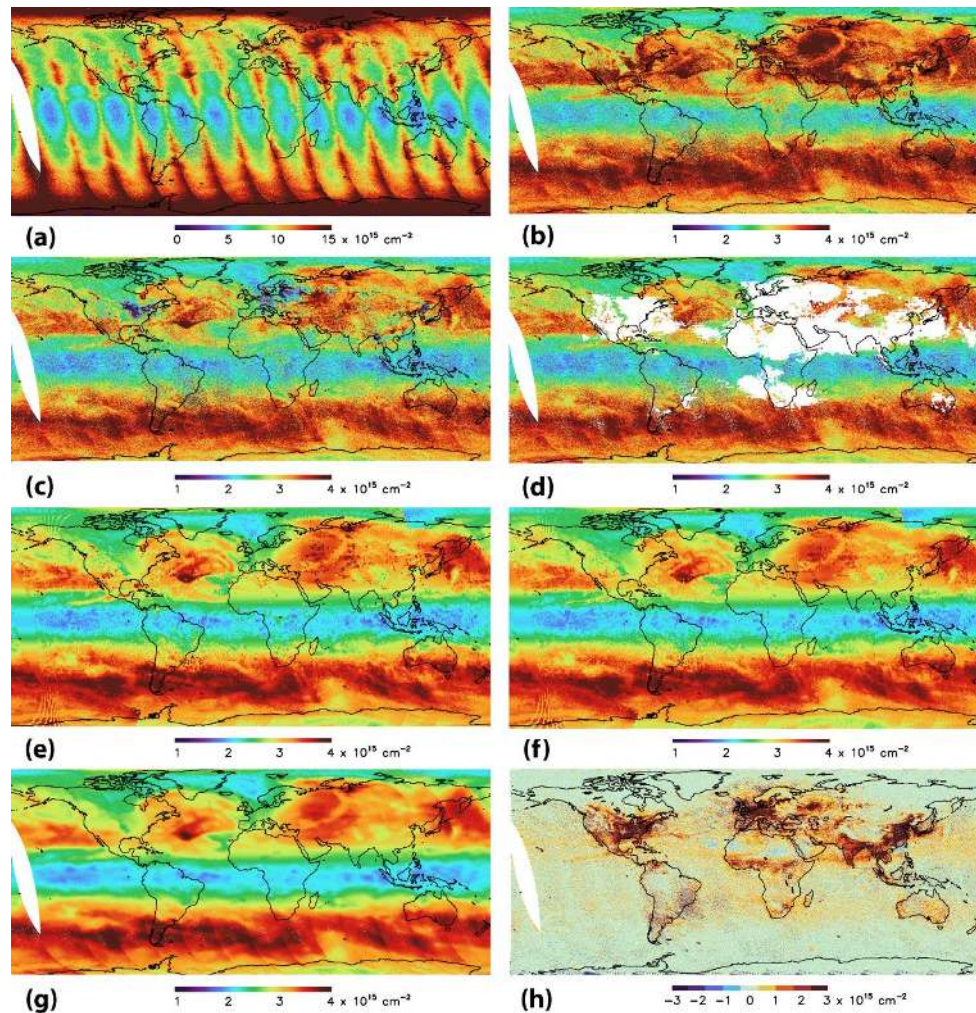 (a) 0 5 10 15 × 10¹⁵ cm⁻²
(b) 1 2 3 4 × 10¹⁵ cm⁻²
(c) 1 2 3 4 × 10¹⁵ cm⁻²
(d) 1 2 3 4 × 10¹⁵ cm⁻²
(e) 1 2 3 4 × 10¹⁵ cm⁻²
(f) 1 2 3 4 × 10¹⁵ cm⁻²
(g) 1 2 3 4 × 10¹⁵ cm⁻²
(h) −3 −2 −1 0 1 2 3 × 10¹⁵ cm⁻²